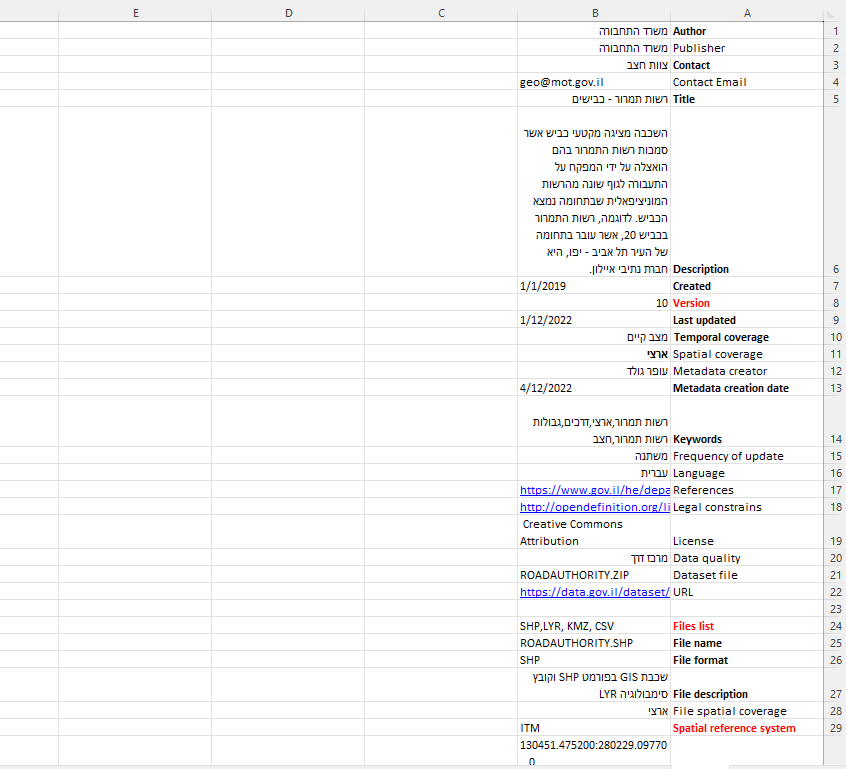 E D C B A
1 Author משרד התחבורה
2 Publisher משרד התחבורה
3 Contact צוות חצב
4 Contact Email geo@mot.gov.il
5 Title רשות תמרור - כבישים
השכבה מציגה מקטעי כביש אשר
סמכות רשות התמרור בהם
הואצלה על ידי המפקח על
התעבורה לגוף שונה מהרשות
המוניציפאלית שבתחומה נמצא
הכביש. לדוגמה, רשות התמרור
בכביש 20, אשר עובר בתחומה
של העיר תל אביב - יפו, היא
6 Description חברת נתיבי איילון.
7 Created 1/1/2019
8 Version 10
9 Last updated 1/12/2022
10 Temporal coverage מצב קיים
11 Spatial coverage ארצי
12 Metadata creator עופר גולד
13 Metadata creation date 4/12/2022
רשות תמרור,ארצי,דרכים,גבולות
14 Keywords רשות תמרור,חצב
15 Frequency of update משתנה
16 Language עברית
17 References https://www.gov.il/he/depa
18 Legal constrains http://opendefinition.org/li
Creative Commons
19 License Attribution
20 Data quality מרכז דרך
21 Dataset file ROADAUTHORITY.ZIP
22 URL https://data.gov.il/dataset/
23
24 Files list SHP,LYR, KMZ, CSV
25 File name ROADAUTHORITY.SHP
26 File format SHP
שכבת GIS בפורמט SHP וקובץ
27 File description סימבולוגיה LYR
28 File spatial coverage ארצי
29 Spatial reference system ITM
130451.475200:280229.09770
0